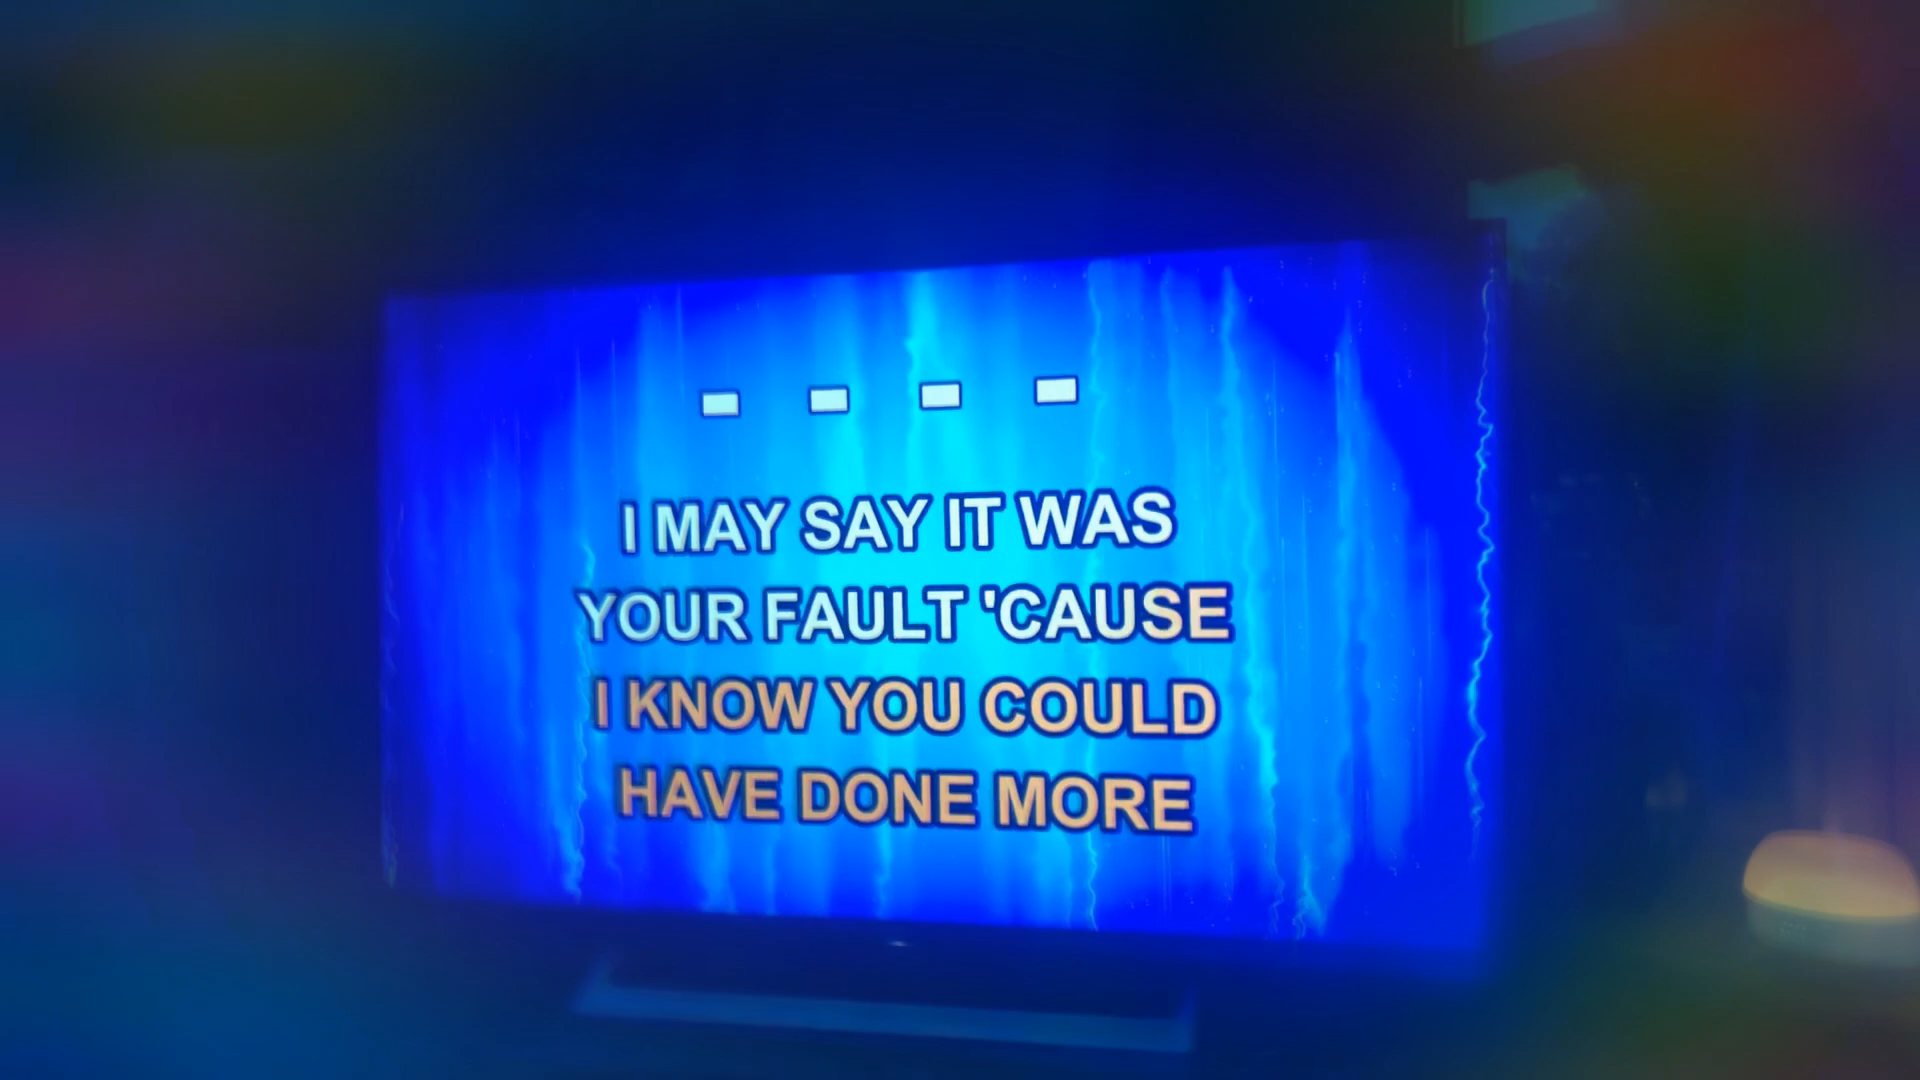 I MAY SAY IT WAS
YOUR FAULT 'CAUSE
I KNOW YOU COULD
HAVE DONE MORE